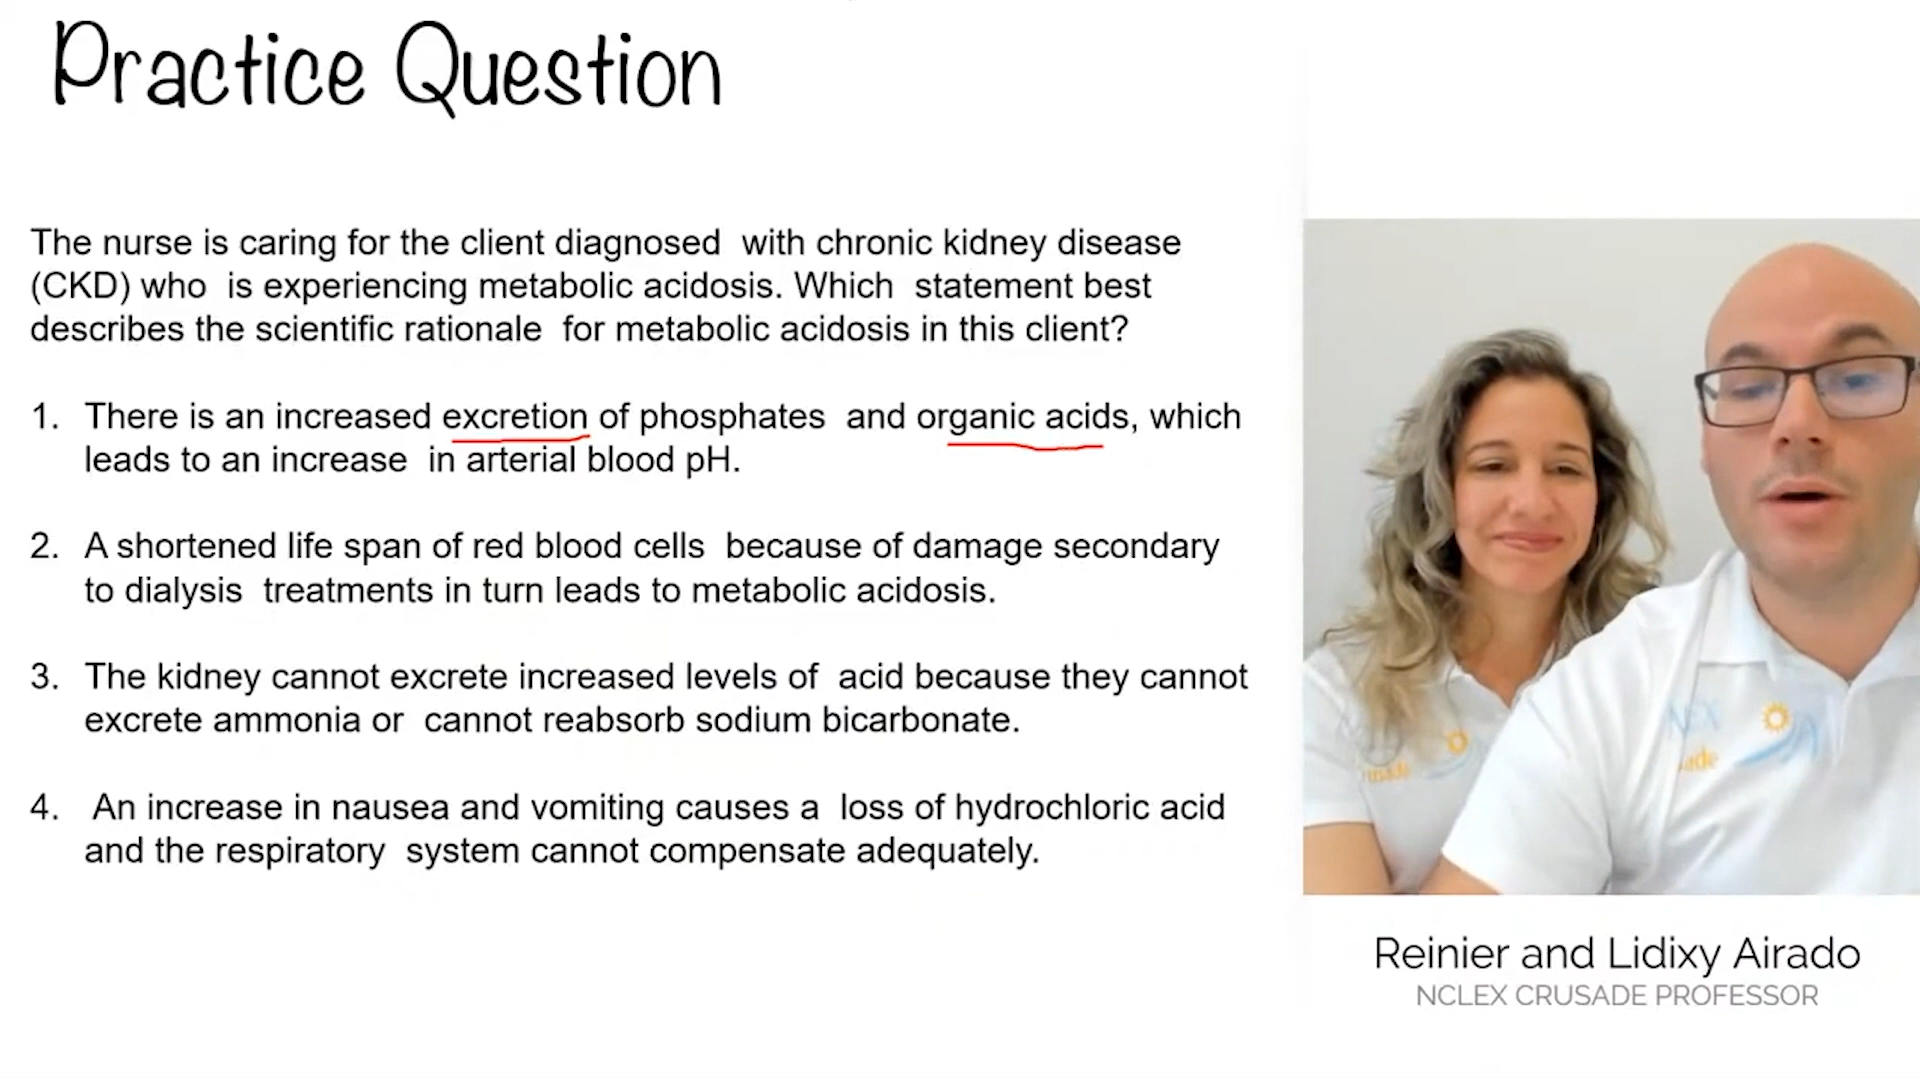 Practice Question
The nurse is caring for the client diagnosed with chronic kidney disease
(CKD) who is experiencing metabolic acidosis. Which statement best
describes the scientific rationale for metabolic acidosis in this client?
1. There is an increased excretion of phosphates and organic acids, which
leads to an increase in arterial blood pH.
2. A shortened life span of red blood cells because of damage secondary
to dialysis treatments in turn leads to metabolic acidosis.
3. The kidney cannot excrete increased levels of acid because they cannot
excrete ammonia or cannot reabsorb sodium bicarbonate.
4. An increase in nausea and vomiting causes a loss of hydrochloric acid
and the respiratory system cannot compensate adequately.
Reinier and Lidixy Airado
NCLEX CRUSADE PROFESSOR